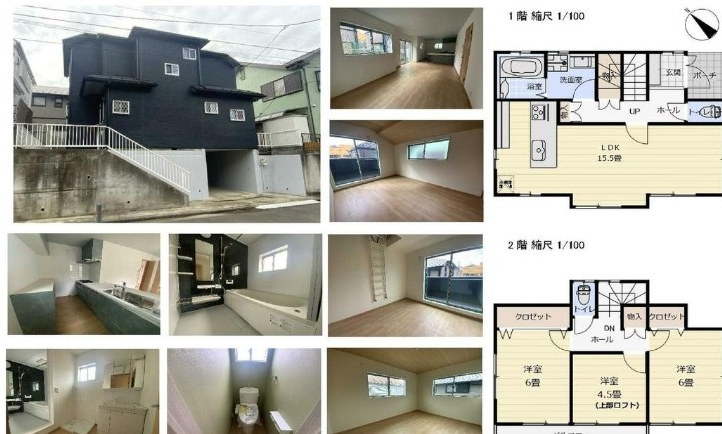 1階 縮尺 1/100
浴室
洗面室
物入
玄関
ポーチ
物
UP
ホール
トイレ
LDK
15.5畳
2階 縮尺 1/100
クロゼット
トイレ
物入
クロゼット
DN
ホール
洋室
6畳
洋室
4.5畳
(上部ロフト)
洋室
6畳